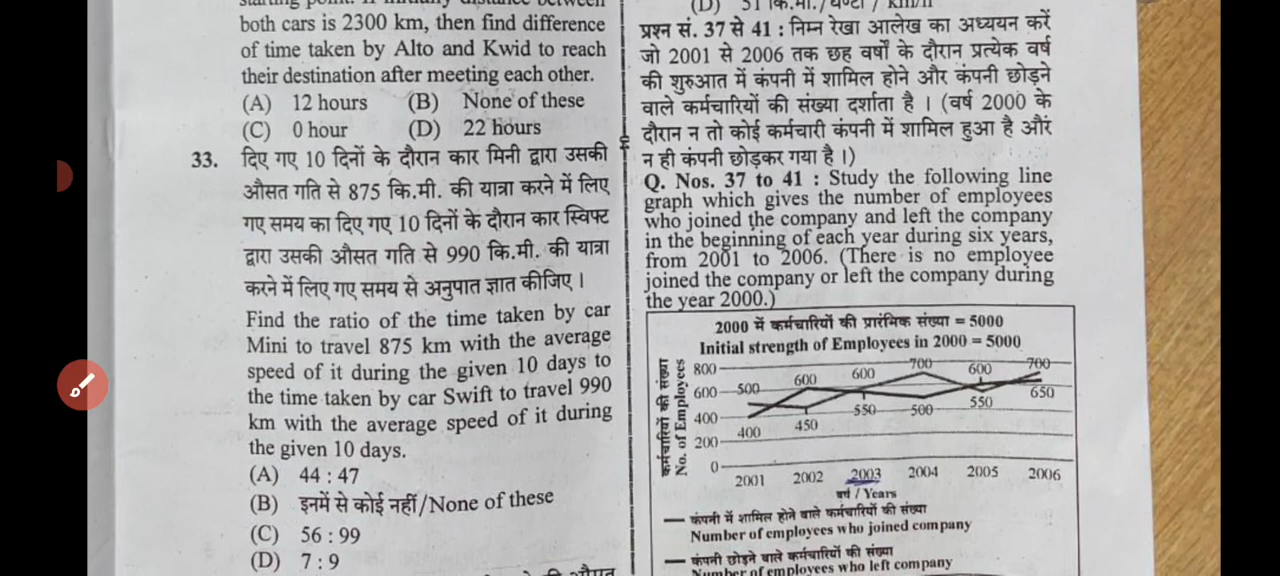 both cars is 2300 km, then find difference
of time taken by Alto and Kwid to reach
their destination after meeting each other.
(A) 12 hours (B) None of these
(C) 0 hour (D) 22 hours
33. दिए गए 10 दिनों के दौरान कार मिनी द्वारा उसकी
औसत गति से 875 कि.मी. की यात्रा करने में लिए
गए समय का दिए गए 10 दिनों के दौरान कार स्विफ्ट
द्वारा उसकी औसत गति से 990 कि.मी. की यात्रा
करने में लिए गए समय से अनुपात ज्ञात कीजिए ।
Find the ratio of the time taken by car
Mini to travel 875 km with the average
speed of it during the given 10 days to
the time taken by car Swift to travel 990
km with the average speed of it during
the given 10 days.
(A) 44 : 47
(B) इनमें से कोई नहीं/None of these
(C) 56 : 99
(D) 7 : 9
(D) 51 कि.मी./घण्टा / km/h
प्रश्न सं. 37 से 41 : निम्न रेखा आलेख का अध्ययन करें
जो 2001 से 2006 तक छह वर्षों के दौरान प्रत्येक वर्ष
की शुरुआत में कंपनी में शामिल होने और कंपनी छोड़ने
वाले कर्मचारियों की संख्या दर्शाता है । (वर्ष 2000 के
दौरान न तो कोई कर्मचारी कंपनी में शामिल हुआ है और
न ही कंपनी छोड़कर गया है ।)
Q. Nos. 37 to 41 : Study the following line
graph which gives the number of employees
who joined the company and left the company
in the beginning of each year during six years,
from 2001 to 2006. (There is no employee
joined the company or left the company during
the year 2000.)
2000 में कर्मचारियों की प्रारंभिक संख्या = 5000
Initial strength of Employees in 2000 = 5000
कर्मचारियों की संख्या
No. of Employees
800
600
400
200
0
500 600 600 700 600 700
400 450 550 500 550 650
2001 2002 2003 2004 2005 2006
वर्ष / Years
कंपनी में शामिल होने वाले कर्मचारियों की संख्या
Number of employees who joined company
कंपनी छोड़ने वाले कर्मचारियों की संख्या
Number of employees who left company